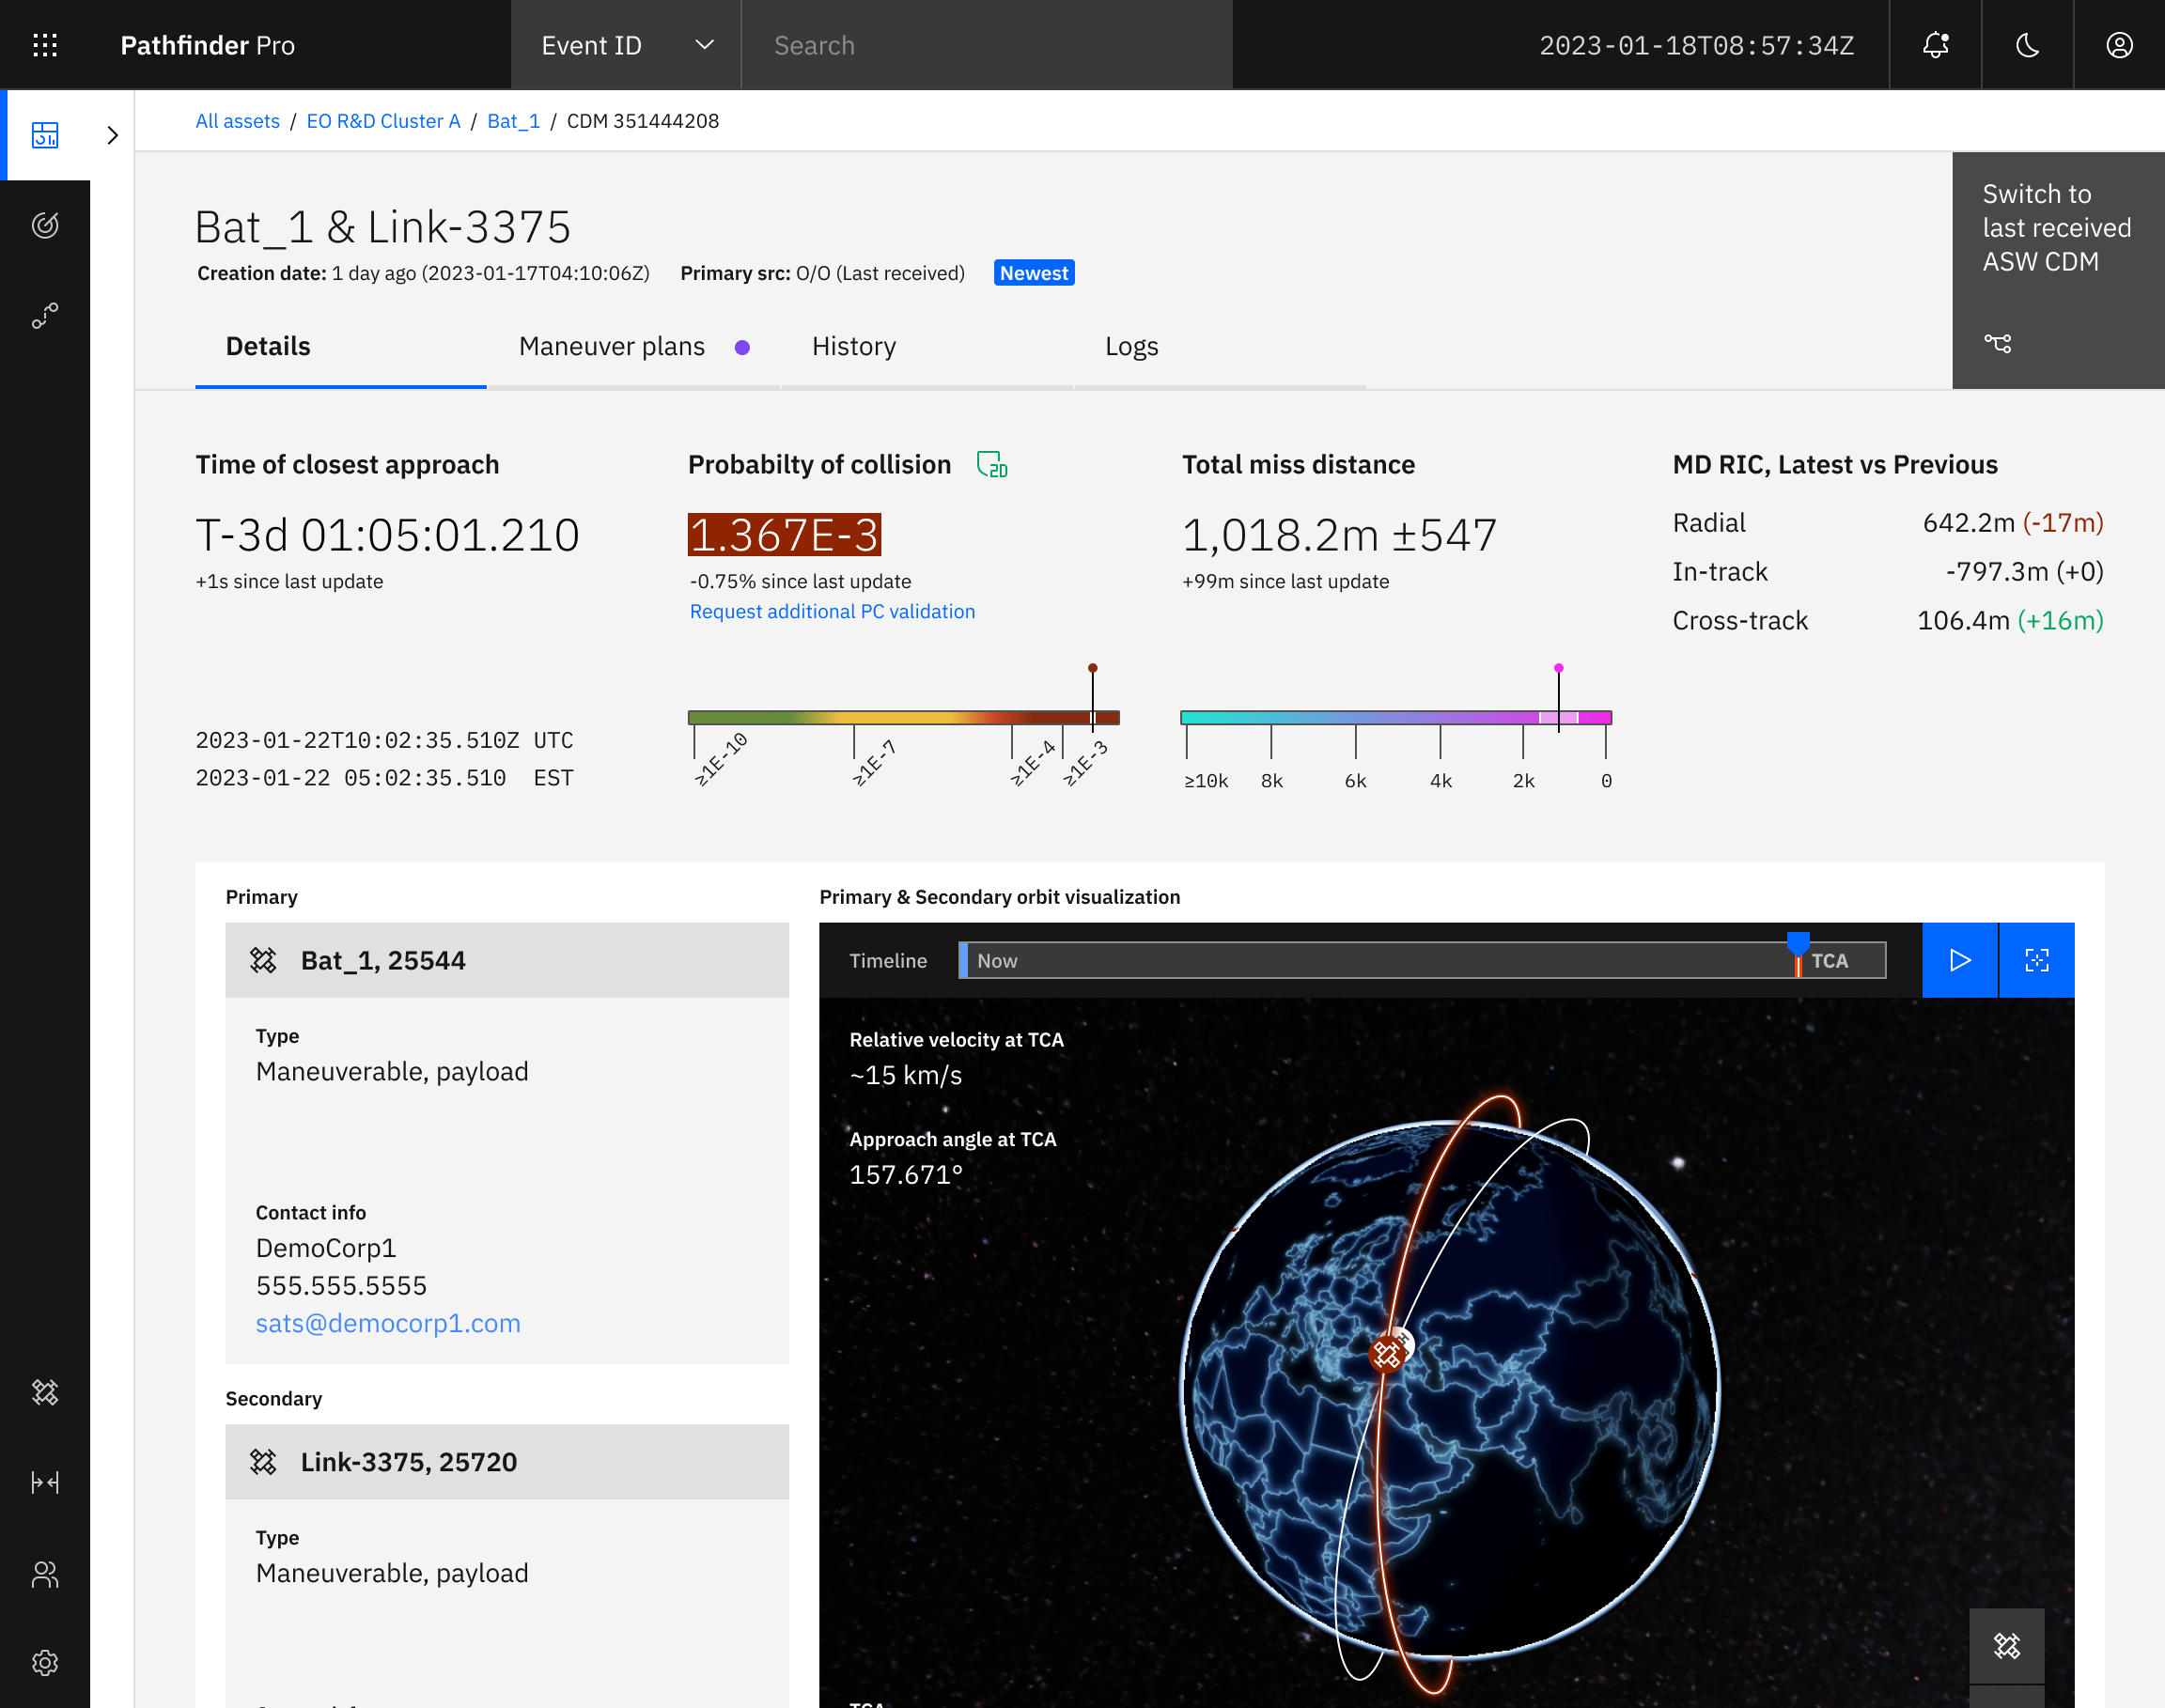 Pathfinder Pro
Event ID
Search
2023-01-18T08:57:34Z
All assets / EO R&D Cluster A / Bat_1 / CDM 351444208
Bat_1 & Link-3375
Creation date: 1 day ago (2023-01-17T04:10:06Z) Primary src: O/O (Last received) Newest
Switch to
last received
ASW CDM
Details
Maneuver plans
History
Logs
Time of closest approach
T-3d 01:05:01.210
+1s since last update
2023-01-22T10:02:35.510Z UTC
2023-01-22 05:02:35.510 EST
Probabilty of collision
2D
1.367E-3
-0.75% since last update
Request additional PC validation
≥1E-10
≥1E-7
≥1E-4
≥1E-3
Total miss distance
1,018.2m ±547
+99m since last update
≥10k
8k
6k
4k
2k
0
MD RIC, Latest vs Previous
Radial 642.2m (-17m)
In-track -797.3m (+0)
Cross-track 106.4m (+16m)
Primary
Bat_1, 25544
Type
Maneuverable, payload
Contact info
DemoCorp1
555.555.5555
sats@democorp1.com
Secondary
Link-3375, 25720
Type
Maneuverable, payload
Primary & Secondary orbit visualization
Timeline
Now
TCA
Relative velocity at TCA
~15 km/s
Approach angle at TCA
157.671°
TCA